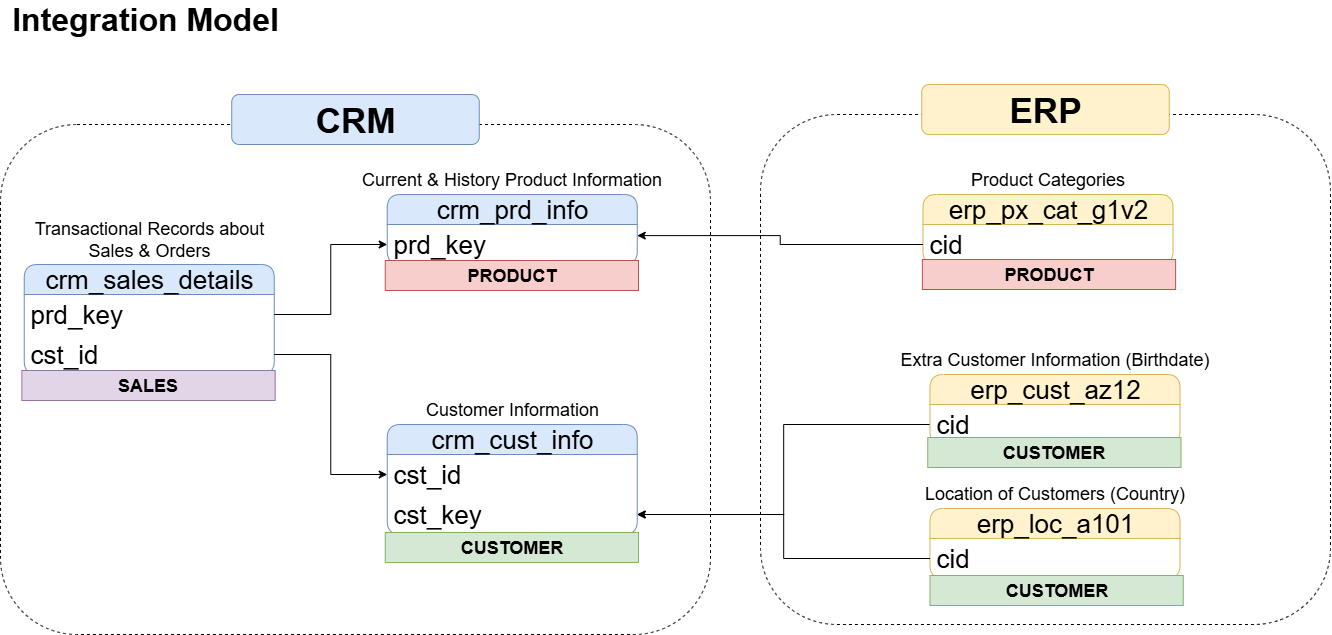 Integration Model
CRM
Transactional Records about
Sales & Orders
crm_sales_details
prd_key
cst_id
SALES
Current & History Product Information
crm_prd_info
prd_key
PRODUCT
Customer Information
crm_cust_info
cst_id
cst_key
CUSTOMER
ERP
Product Categories
erp_px_cat_g1v2
cid
PRODUCT
Extra Customer Information (Birthdate)
erp_cust_az12
cid
CUSTOMER
Location of Customers (Country)
erp_loc_a101
cid
CUSTOMER